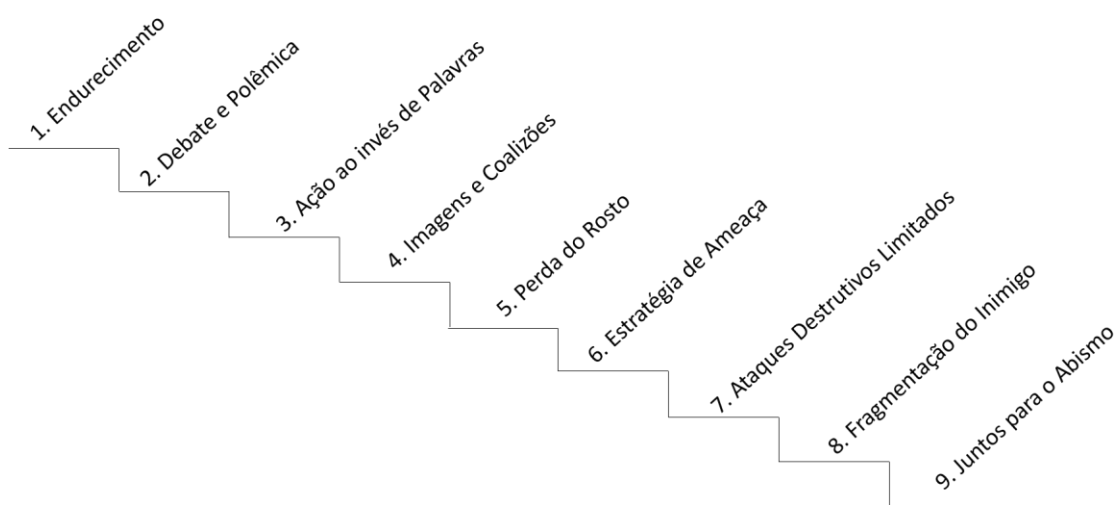 1. Endurecimento
2. Debate e Polêmica
3. Ação ao invés de Palavras
4. Imagens e Coalizões
5. Perda do Rosto
6. Estratégia de Ameaça
7. Ataques Destrutivos Limitados
8. Fragmentação do Inimigo
9. Juntos para o Abismo